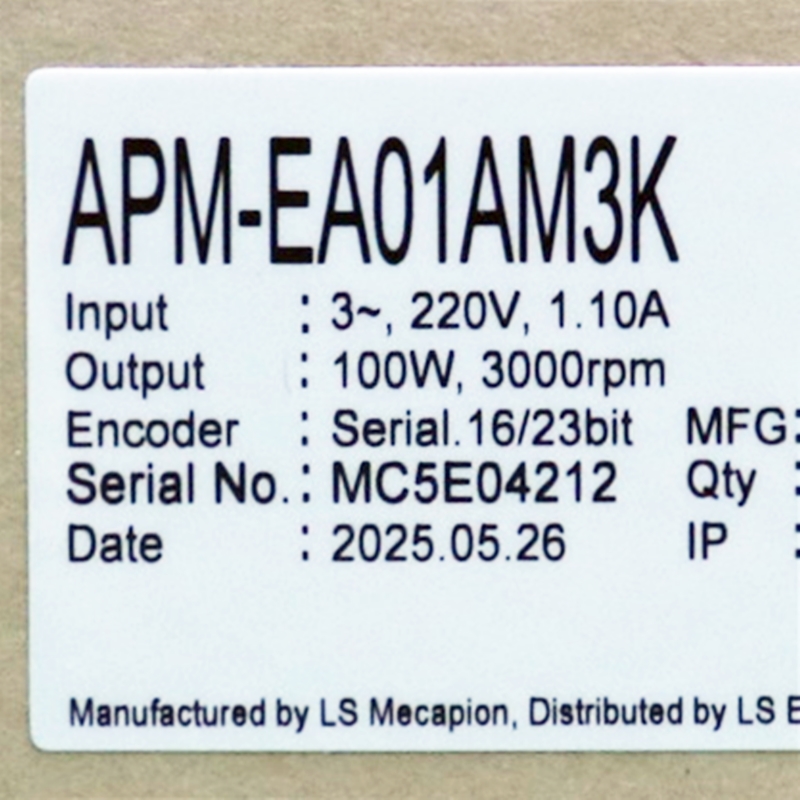 APM-EA01AM3K
Input : 3~, 220V, 1.10A
Output : 100W, 3000rpm
Encoder : Serial.16/23bit MFG:
Serial No. : MC5E04212 Qty :
Date : 2025.05.26 IP :
Manufactured by LS Mecapion, Distributed by LS